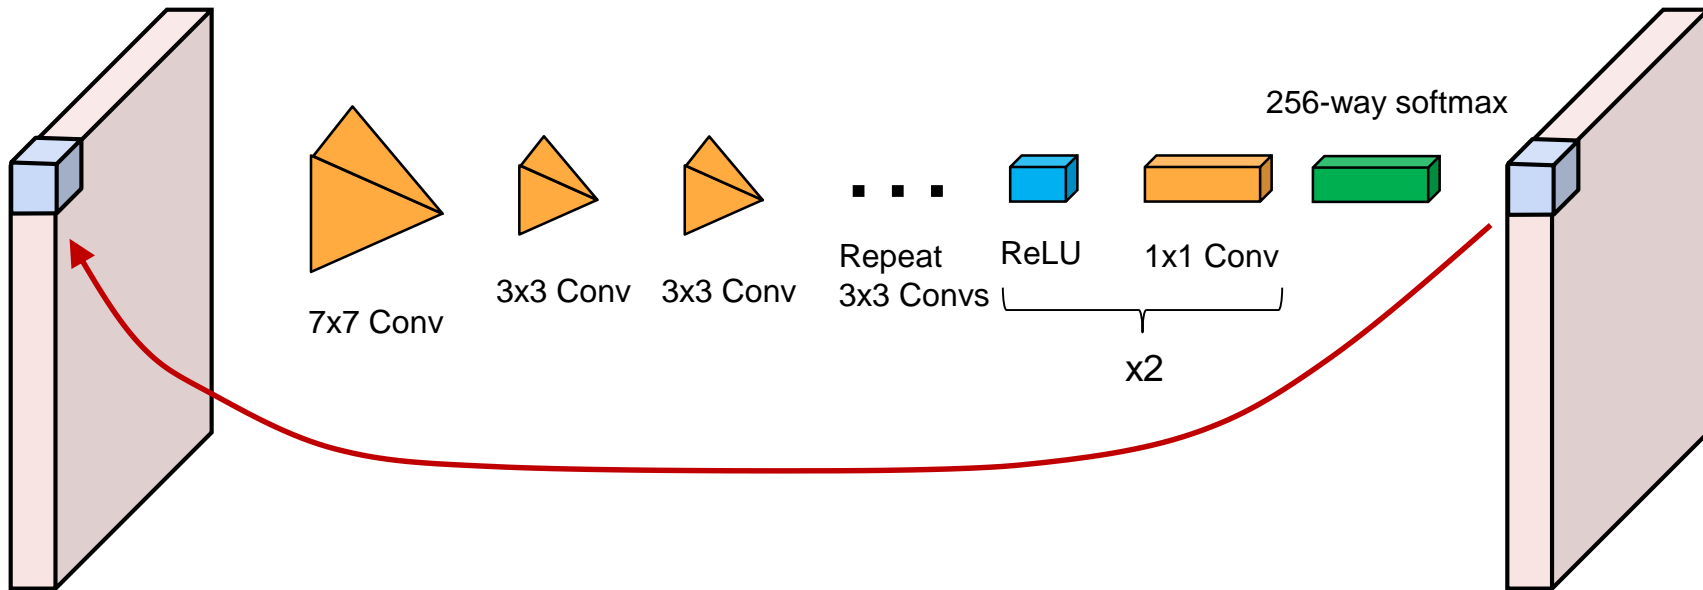 256-way softmax
7x7 Conv
3x3 Conv
3x3 Conv
Repeat
3x3 Convs
ReLU
1x1 Conv
x2